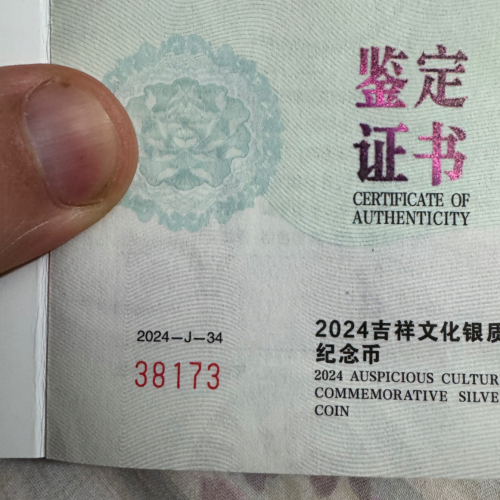 鉴定
证书
CERTIFICATE OF
AUTHENTICITY
2024—J—34
38173
2024吉祥文化银质
纪念币
2024 AUSPICIOUS CULTUR
COMMEMORATIVE SILVE
COIN